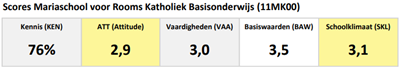 Scores Mariaschool voor Rooms Katholiek Basisonderwijs (11MK00)
Kennis (KEN) ATT (Attitude) Vaardigheden (VAA) Basiswaarden (BAW) Schoolklimaat (SKL)
76% 2,9 3,0 3,5 3,1